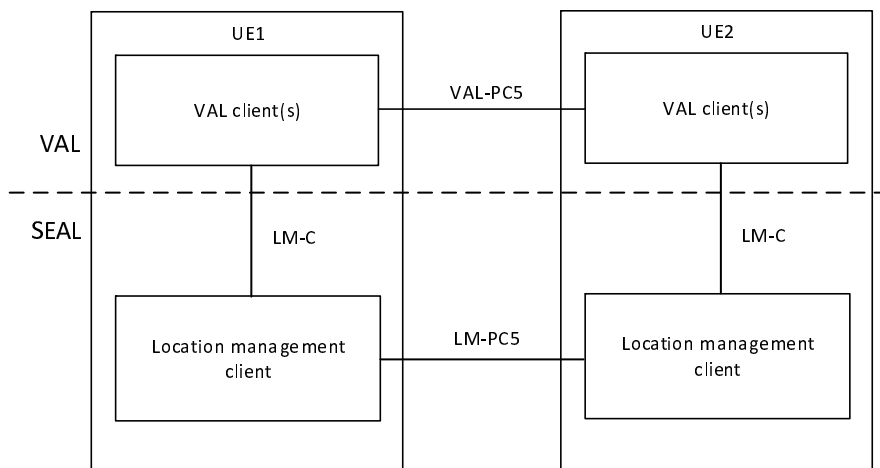 UE1
UE2
VAL client(s)
VAL-PC5
VAL client(s)
VAL
SEAL
LM-C
LM-C
Location management
client
LM-PC5
Location management
client